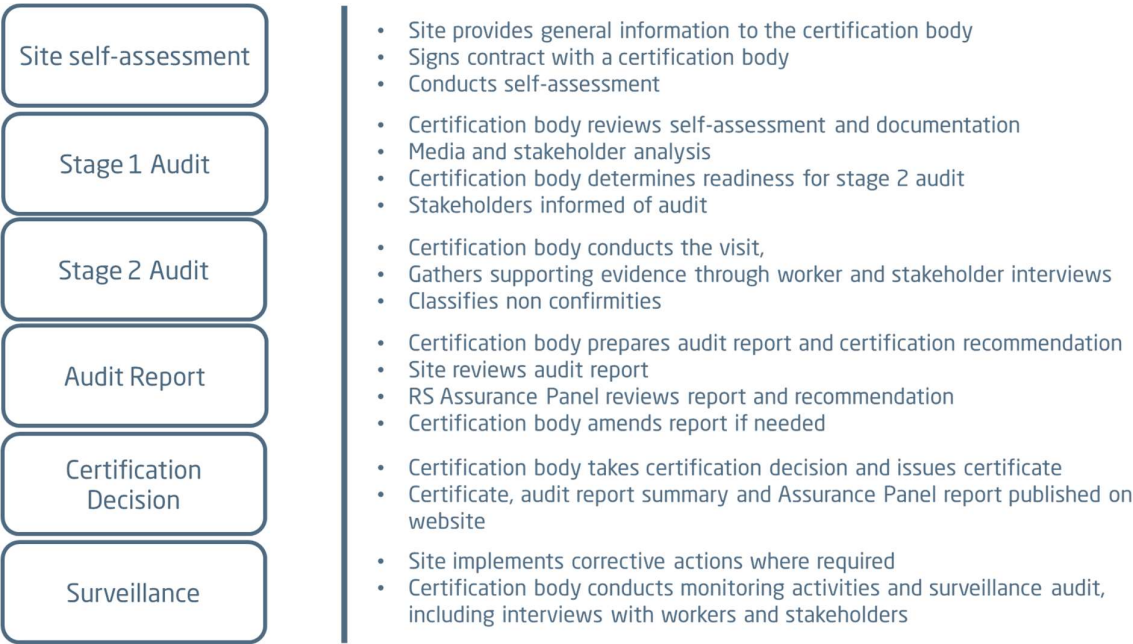 Site self-assessment
• Site provides general information to the certification body
• Signs contract with a certification body
• Conducts self-assessment
Stage 1 Audit
• Certification body reviews self-assessment and documentation
• Media and stakeholder analysis
• Certification body determines readiness for stage 2 audit
• Stakeholders informed of audit
Stage 2 Audit
• Certification body conducts the visit,
• Gathers supporting evidence through worker and stakeholder interviews
• Classifies non confirmities
Audit Report
• Certification body prepares audit report and certification recommendation
• Site reviews audit report
• RS Assurance Panel reviews report and recommendation
• Certification body amends report if needed
Certification
Decision
• Certification body takes certification decision and issues certificate
• Certificate, audit report summary and Assurance Panel report published on
website
Surveillance
• Site implements corrective actions where required
• Certification body conducts monitoring activities and surveillance audit,
including interviews with workers and stakeholders